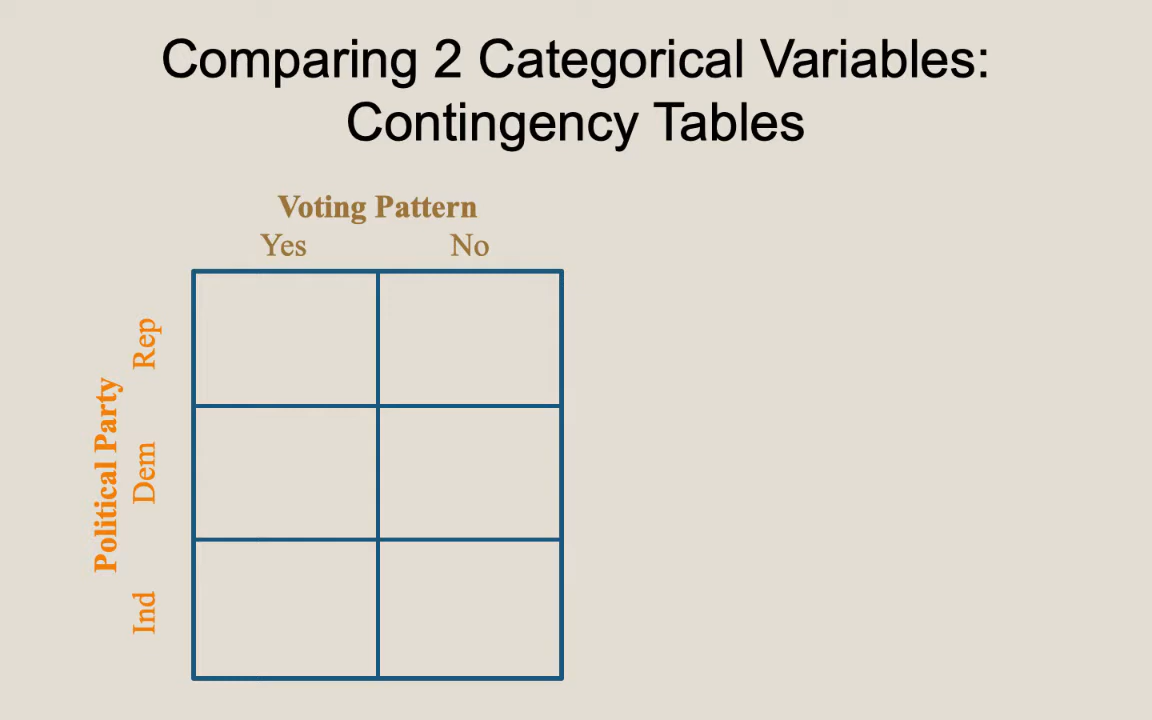 Comparing 2 Categorical Variables:
Contingency Tables
Voting Pattern
Yes No
Political Party
Rep
Dem
Ind